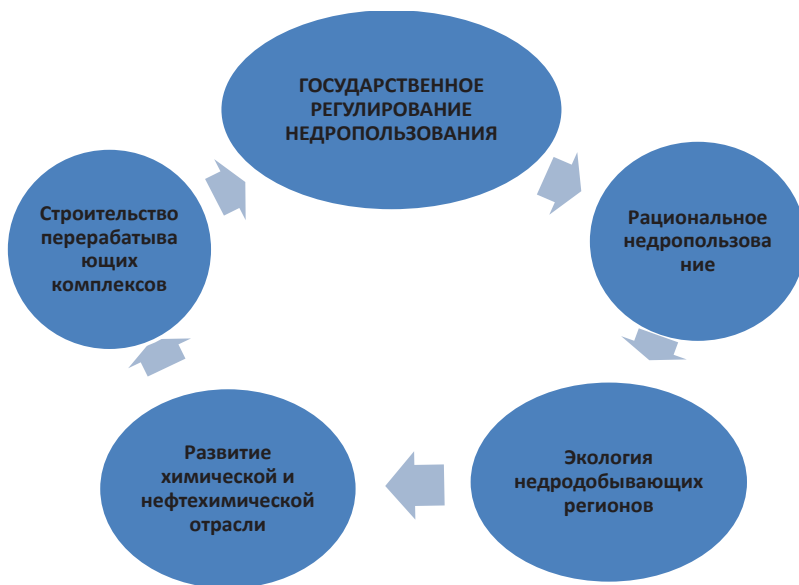 ГОСУДАРСТВЕННОЕ
РЕГУЛИРОВАНИЕ
НЕДРОПОЛЬЗОВАНИЯ
Рациональное
недропользова
ние
Экология
недродобывающих
регионов
Развитие
химической и
нефтехимической
отрасли
Строительство
перерабатыва
ющих
комплексов